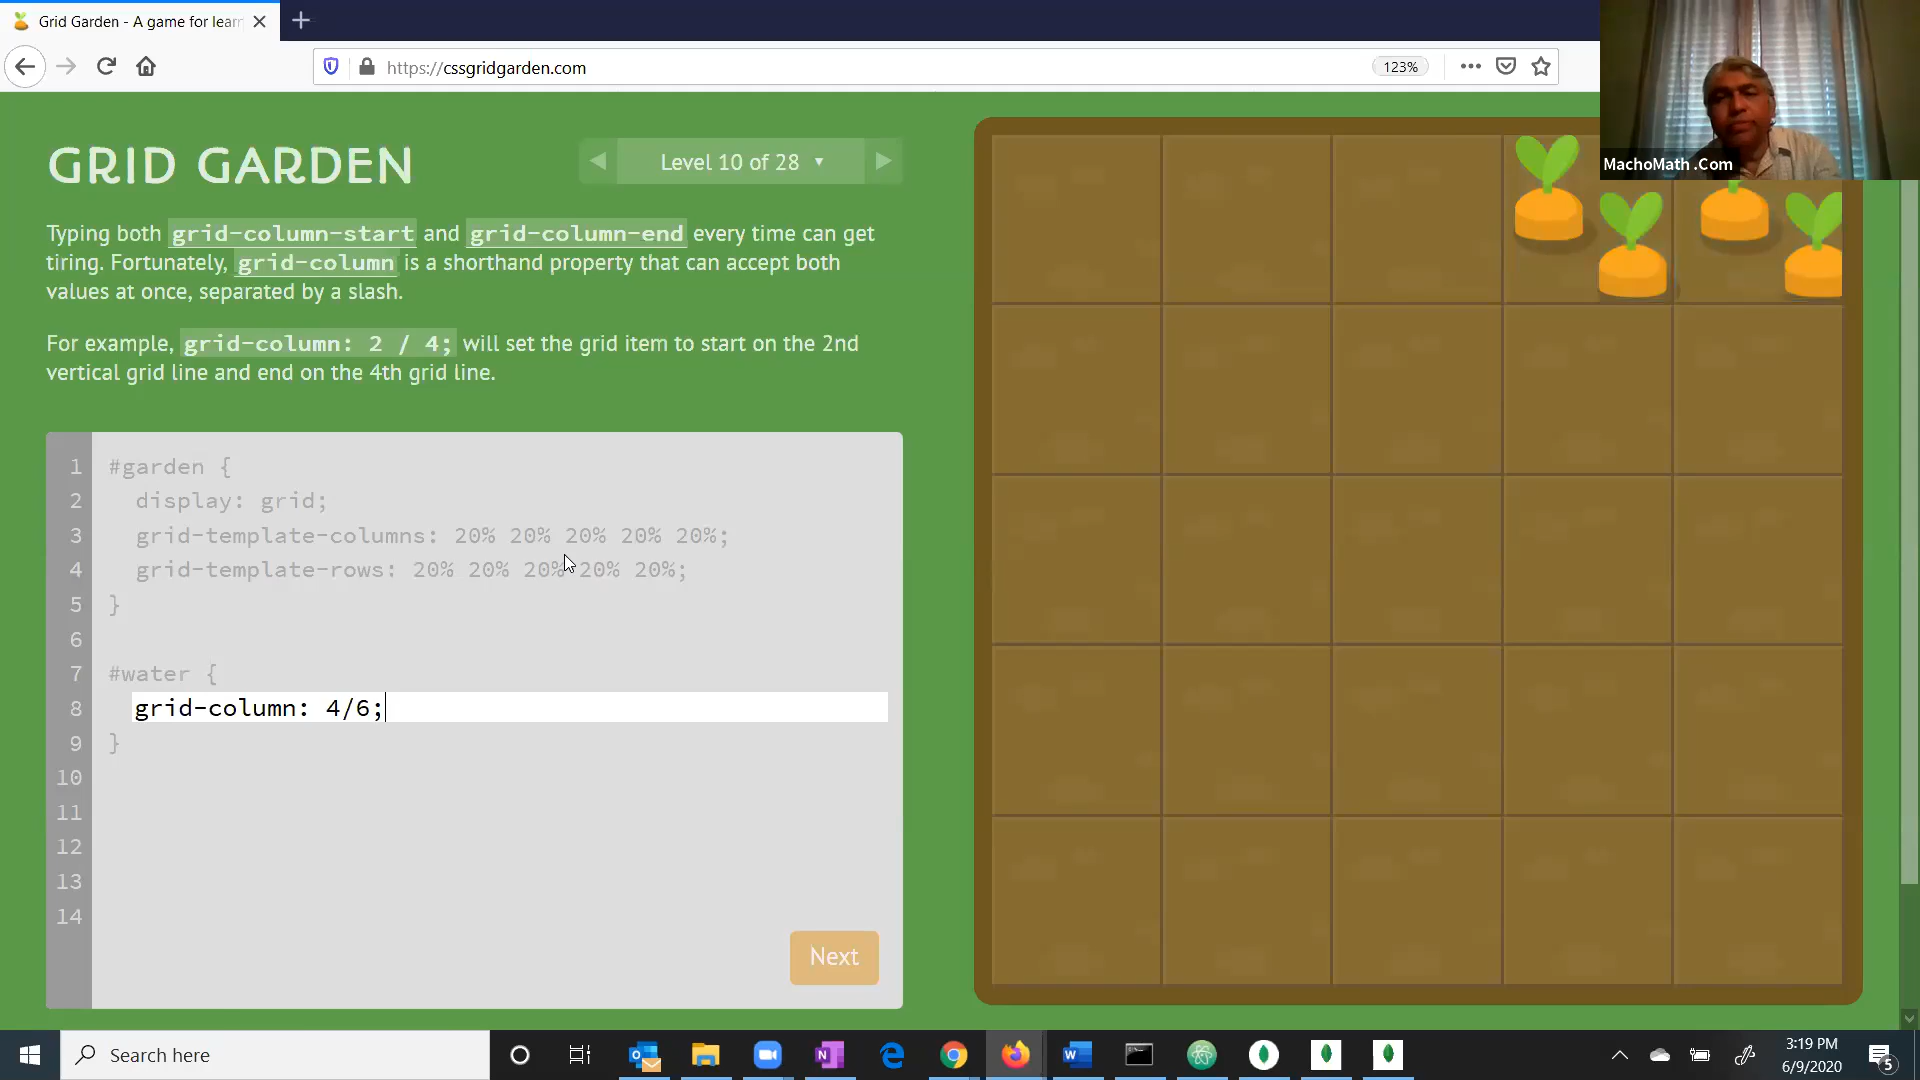 Grid Garden - A game for lear
https://cssgridgarden.com
123%
MachoMath .Com
GRID GARDEN
Level 10 of 28
Typing both grid-column-start and grid-column-end every time can get
tiring. Fortunately, grid-column is a shorthand property that can accept both
values at once, separated by a slash.
For example, grid-column: 2 / 4; will set the grid item to start on the 2nd
vertical grid line and end on the 4th grid line.
1 #garden {
2 display: grid;
3 grid-template-columns: 20% 20% 20% 20% 20%;
4 grid-template-rows: 20% 20% 20% 20% 20%;
5 }
6
7 #water {
8 grid-column: 4/6;
9 }
10
11
12
13
14
Next
Search here
3:19 PM
6/9/2020
5